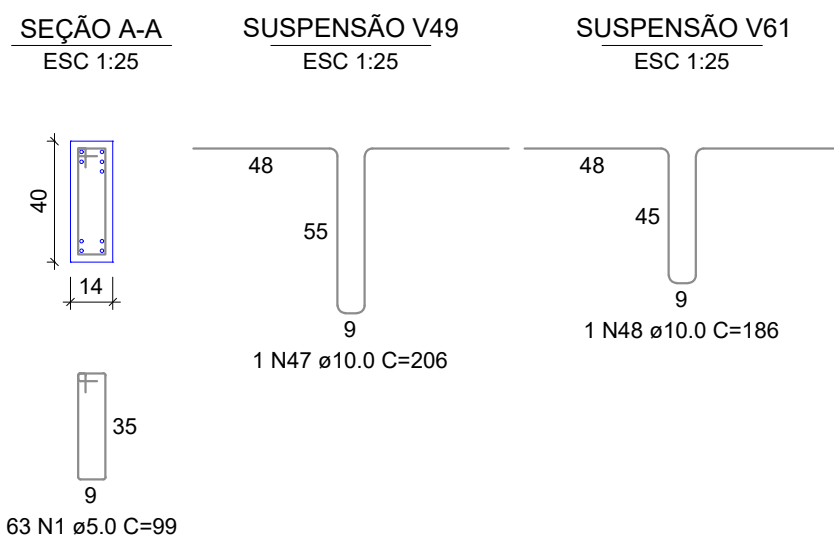 SEÇÃO A-A
ESC 1:25
40
14
35
9
63 N1 ø5.0 C=99
SUSPENSÃO V49
ESC 1:25
48
55
9
1 N47 ø10.0 C=206
SUSPENSÃO V61
ESC 1:25
48
45
9
1 N48 ø10.0 C=186